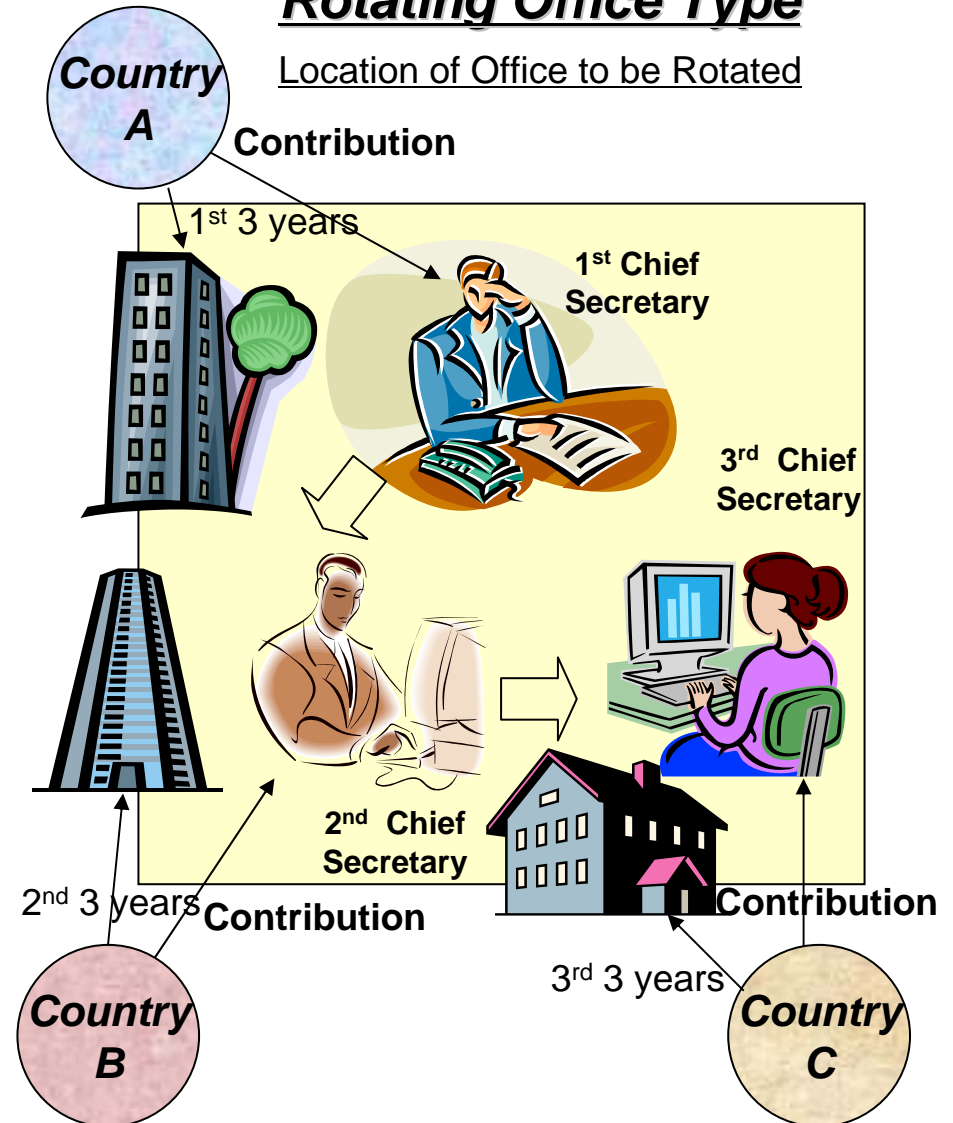 Rotating Office Type
Location of Office to be Rotated
Country
A
Contribution
1st 3 years
1st Chief
Secretary
3rd Chief
Secretary
2nd Chief
Secretary
2nd 3 years
Contribution
Contribution
3rd 3 years
Country
B
Country
C